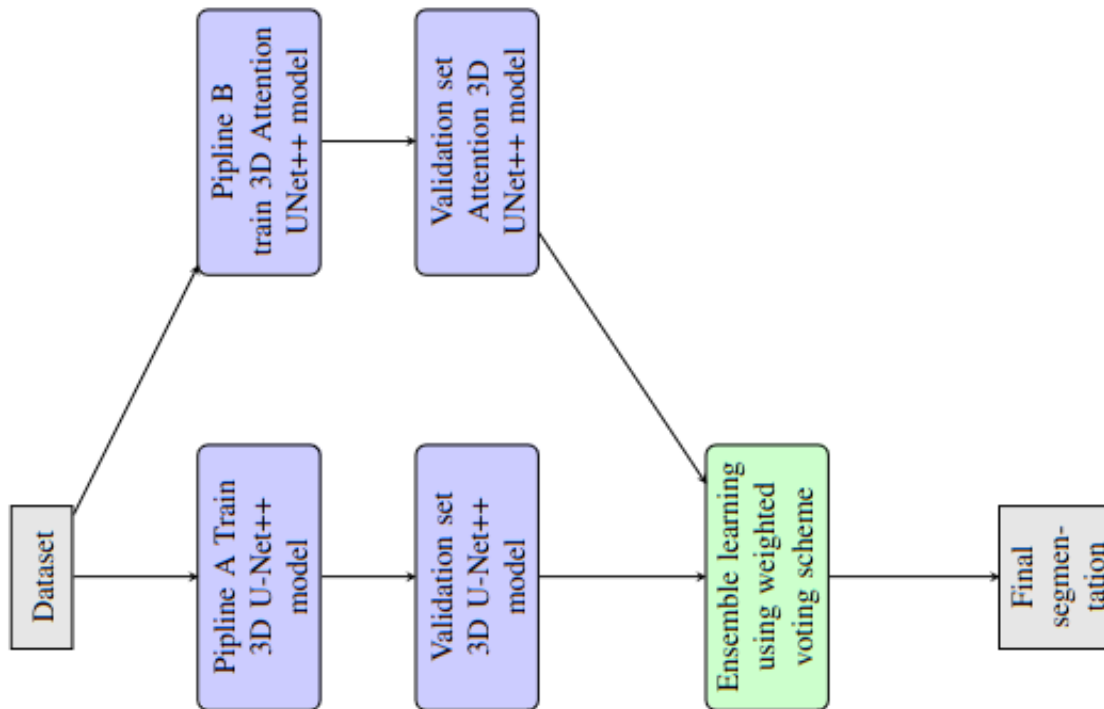 Dataset
Pipline A Train
3D U-Net++
model
Pipline B
train 3D Attention
UNet++ model
Validation set
3D U-Net++
model
Validation set
Attention 3D
UNet++ model
Ensemble learning
using weighted
voting scheme
Final
segmen-
tation